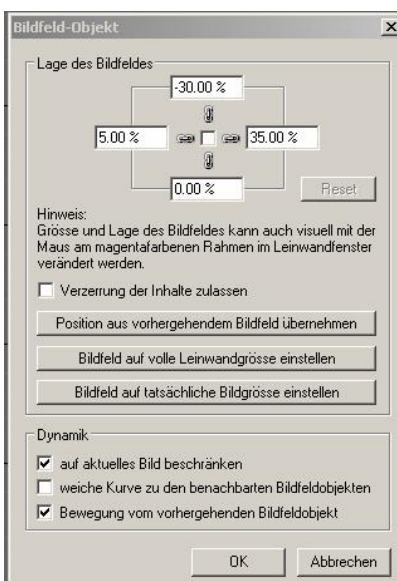 Bildfeld-Objekt
Lage des Bildfeldes
-30.00 %
5.00 %
35.00 %
0.00 %
Reset
Hinweis:
Grösse und Lage des Bildfeldes kann auch visuell mit der
Maus am magentafarbenen Rahmen im Leinwandfenster
verändert werden.
Verzerrung der Inhalte zulassen
Position aus vorhergehendem Bildfeld übernehmen
Bildfeld auf volle Leinwandgrösse einstellen
Bildfeld auf tatsächliche Bildgrösse einstellen
Dynamik
auf aktuelles Bild beschränken
weiche Kurve zu den benachbarten Bildfeldobjekten
Bewegung vom vorhergehenden Bildfeldobjekt
OK
Abbrechen